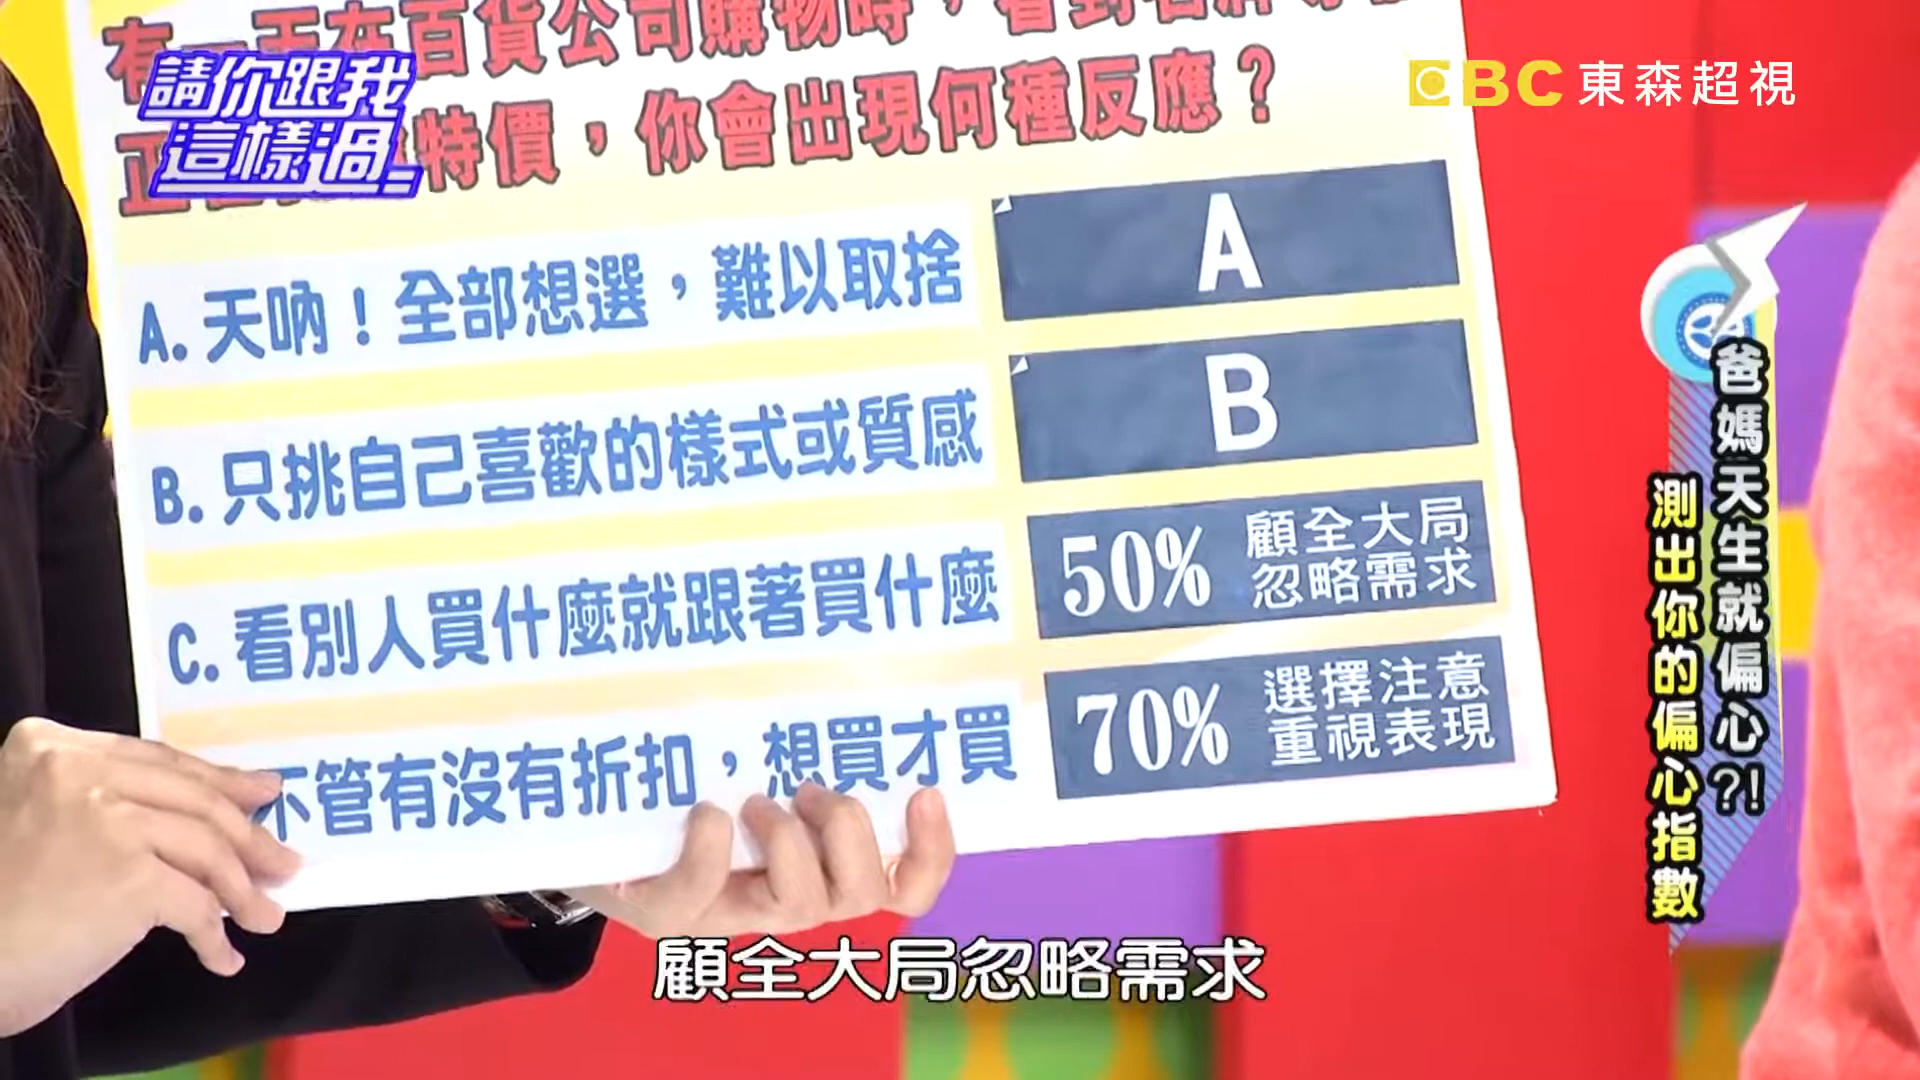 百貨公司購物時，看到名牌
特價，你會出現何種反應？
請你跟我
這樣過
EBC 東森超視
A. 天吶！全部想選，難以取捨
A
B. 只挑自己喜歡的樣式或質感
B
C. 看別人買什麼就跟著買什麼
50% 顧全大局
忽略需求
不管有沒有折扣，想買才買
70% 選擇注意
重視表現
爸媽天生就偏心?!
測出你的偏心指數
顧全大局忽略需求